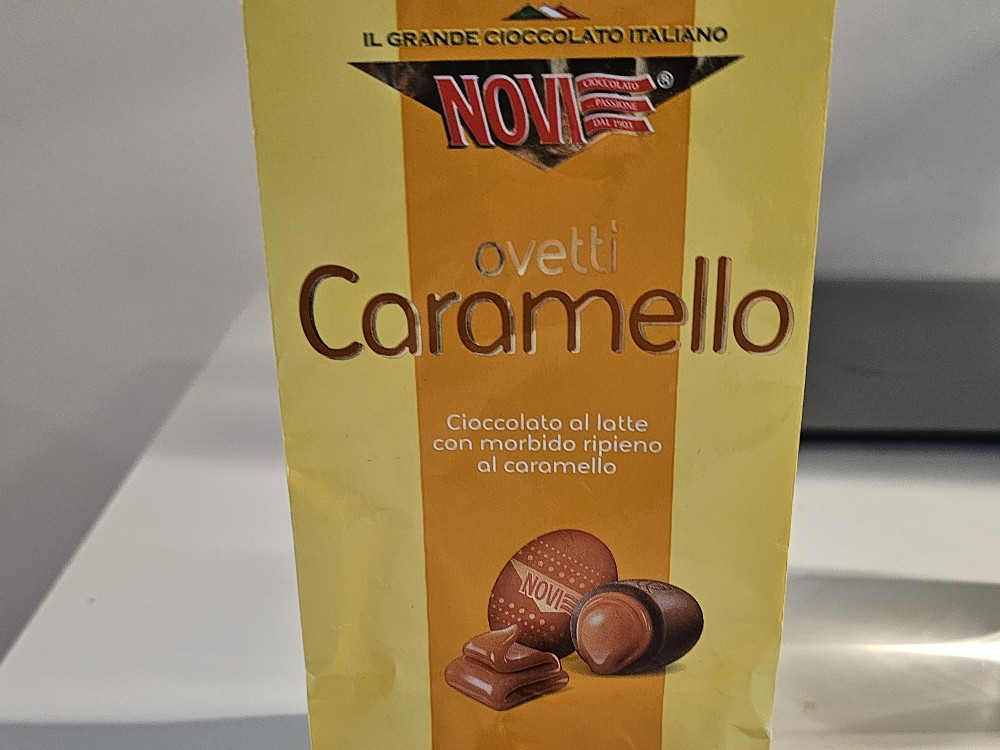 IL GRANDE CIOCCOLATO ITALIANO
NOVI
CIOCCOLATO
... PASSIONE
DAL 1903
®
ovetti
Caramello
Cioccolato al latte
con morbido ripieno
al caramello
NOVI